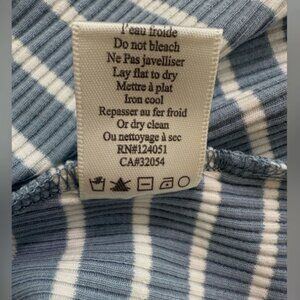 l'eau froide
Do not bleach
Ne Pas javelliser
Lay flat to dry
Mettre à plat
Iron cool
Repasser au fer froid
Or dry clean
Ou nettoyage à sec
RN#124051
CA#32054